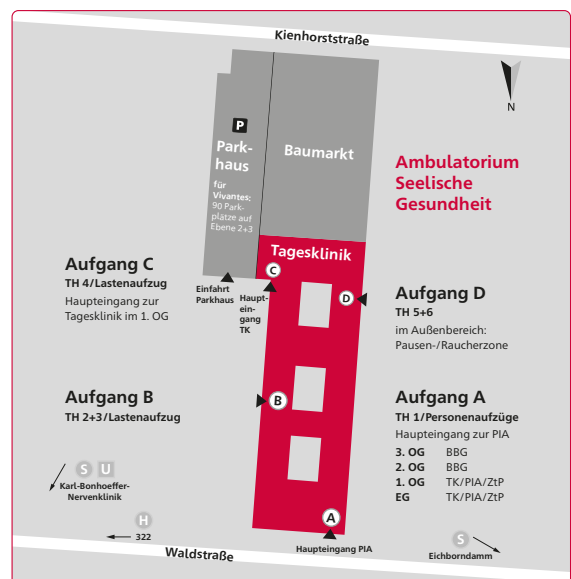 Kienhorststraße
N
P
Park-
haus
für
Vivantes:
90 Park-
plätze auf
Ebene 2+3
Baumarkt
Ambulatorium
Seelische
Gesundheit
Tagesklinik
C
D
Aufgang C
TH 4/Lastenaufzug
Haupteingang zur
Tagesklinik im 1. OG
Einfahrt
Parkhaus
Haupt-
ein-
gang
TK
Aufgang D
TH 5+6
im Außenbereich:
Pausen-/Raucherzone
Aufgang B
TH 2+3/Lastenaufzug
B
Aufgang A
TH 1/Personenaufzüge
Haupteingang zur PIA
3. OG BBG
2. OG BBG
1. OG TK/PIA/ZtP
EG TK/PIA/ZtP
S U
Karl-Bonhoeffer-
Nervenklinik
H
322
A
Haupteingang PIA
S
Eichborndamm
Waldstraße